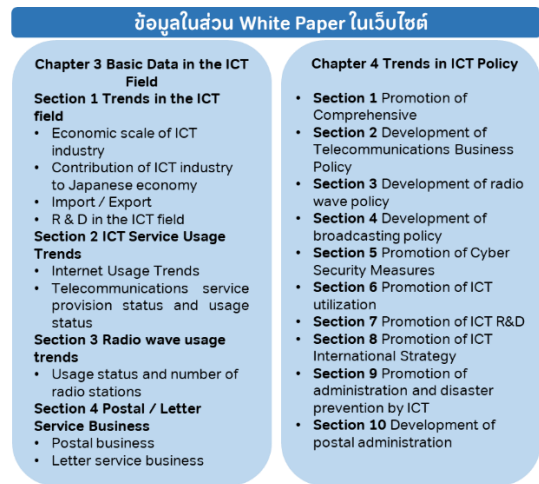 ข้อมูลในส่วน White Paper ในเว็บไซต์
Chapter 3 Basic Data in the ICT
Field
Section 1 Trends in the ICT
field
• Economic scale of ICT
industry
• Contribution of ICT industry
to Japanese economy
• Import / Export
• R & D in the ICT field
Section 2 ICT Service Usage
Trends
• Internet Usage Trends
• Telecommunications service
provision status and usage
status
Section 3 Radio wave usage
trends
• Usage status and number of
radio stations
Section 4 Postal / Letter
Service Business
• Postal business
• Letter service business
Chapter 4 Trends in ICT Policy
• Section 1 Promotion of
Comprehensive
• Section 2 Development of
Telecommunications Business
Policy
• Section 3 Development of radio
wave policy
• Section 4 Development of
broadcasting policy
• Section 5 Promotion of Cyber
Security Measures
• Section 6 Promotion of ICT
utilization
• Section 7 Promotion of ICT R&D
• Section 8 Promotion of ICT
International Strategy
• Section 9 Promotion of
administration and disaster
prevention by ICT
• Section 10 Development of
postal administration